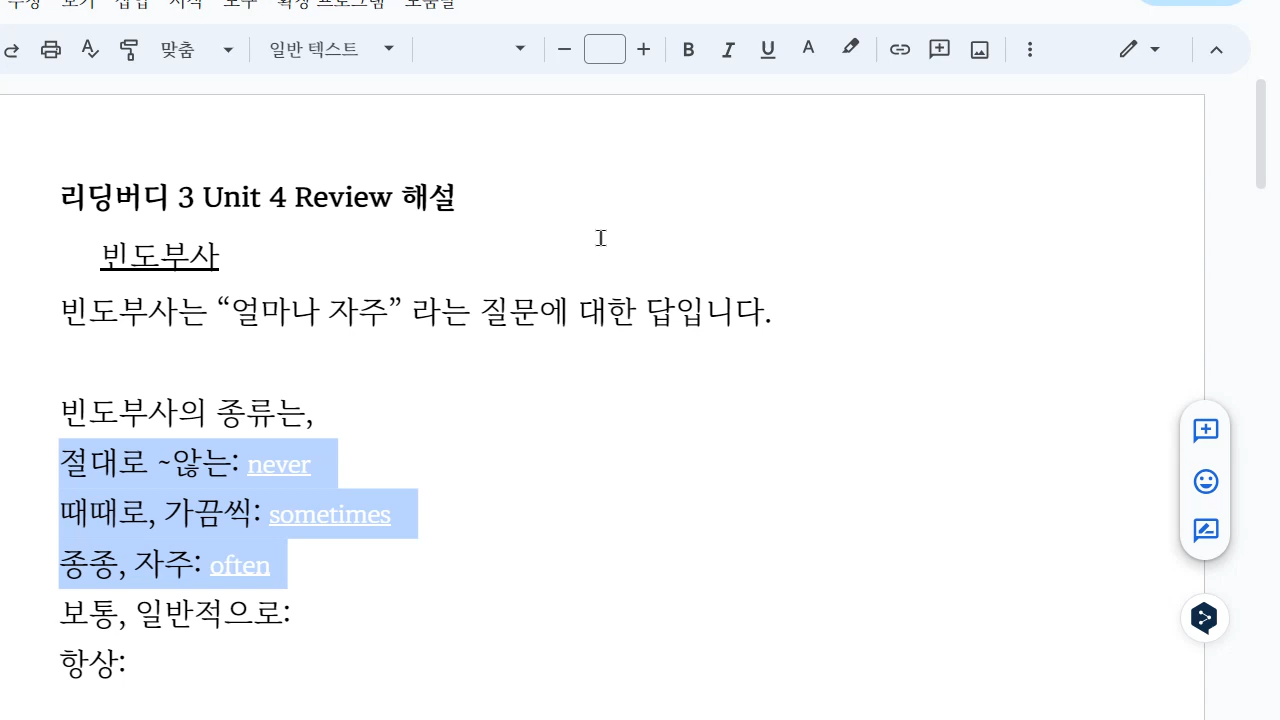 맞춤 일반 텍스트
리딩버디 3 Unit 4 Review 해설
빈도부사
빈도부사는 “얼마나 자주” 라는 질문에 대한 답입니다.
빈도부사의 종류는,
절대로 ~않는: never
때때로, 가끔씩: sometimes
종종, 자주: often
보통, 일반적으로:
항상: